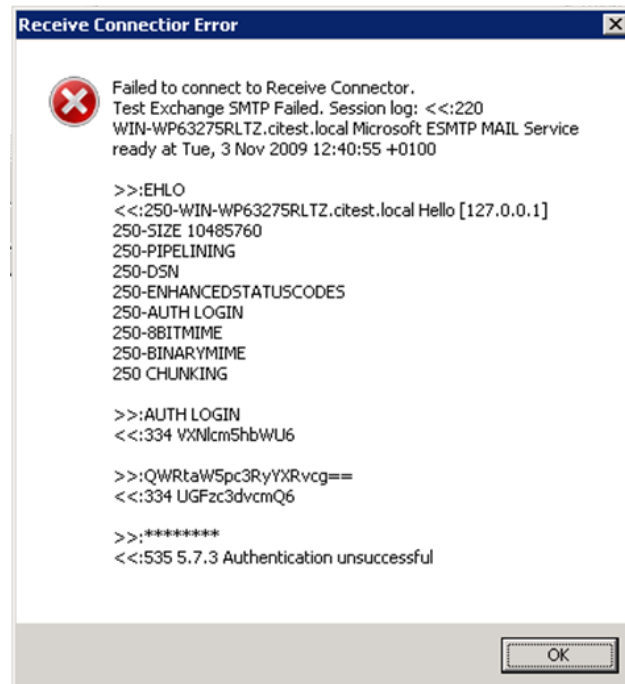 Receive Connectior Error
Failed to connect to Receive Connector.
Test Exchange SMTP Failed. Session log: <<:220
WIN-WP63275RLTZ.citest.local Microsoft ESMTP MAIL Service
ready at Tue, 3 Nov 2009 12:40:55 +0100
>>:EHLO
<<:250-WIN-WP63275RLTZ.citest.local Hello [127.0.0.1]
250-SIZE 10485760
250-PIPELINING
250-DSN
250-ENHANCEDSTATUSCODES
250-AUTH LOGIN
250-8BITMIME
250-BINARYMIME
250 CHUNKING
>>:AUTH LOGIN
<<:334 VXNlcm5hbWU6
>>:QWRtaW5pc3RyYXRvcg==
<<:334 UGFzc3dvcmQ6
>>:********
<<:535 5.7.3 Authentication unsuccessful
OK